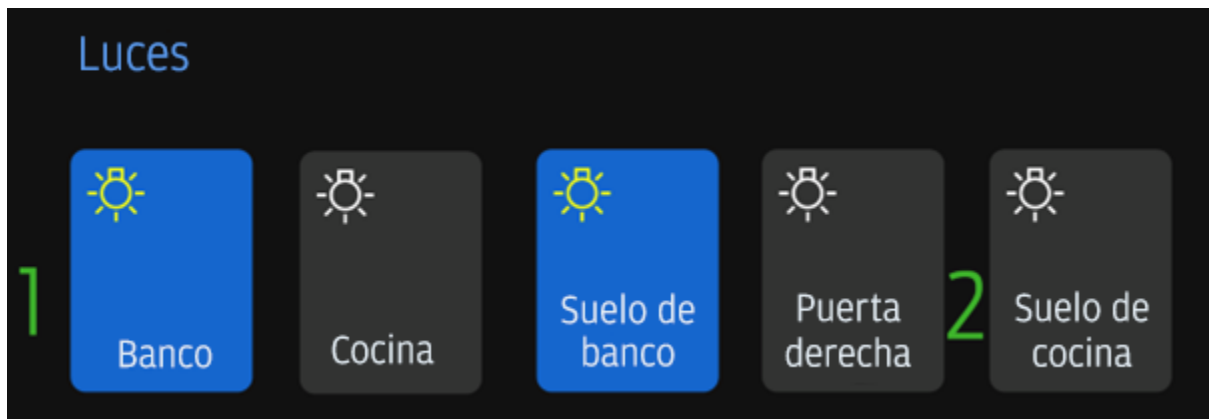 Luces
1
Banco
Cocina
Suelo de
banco
Puerta
derecha
2
Suelo de
cocina